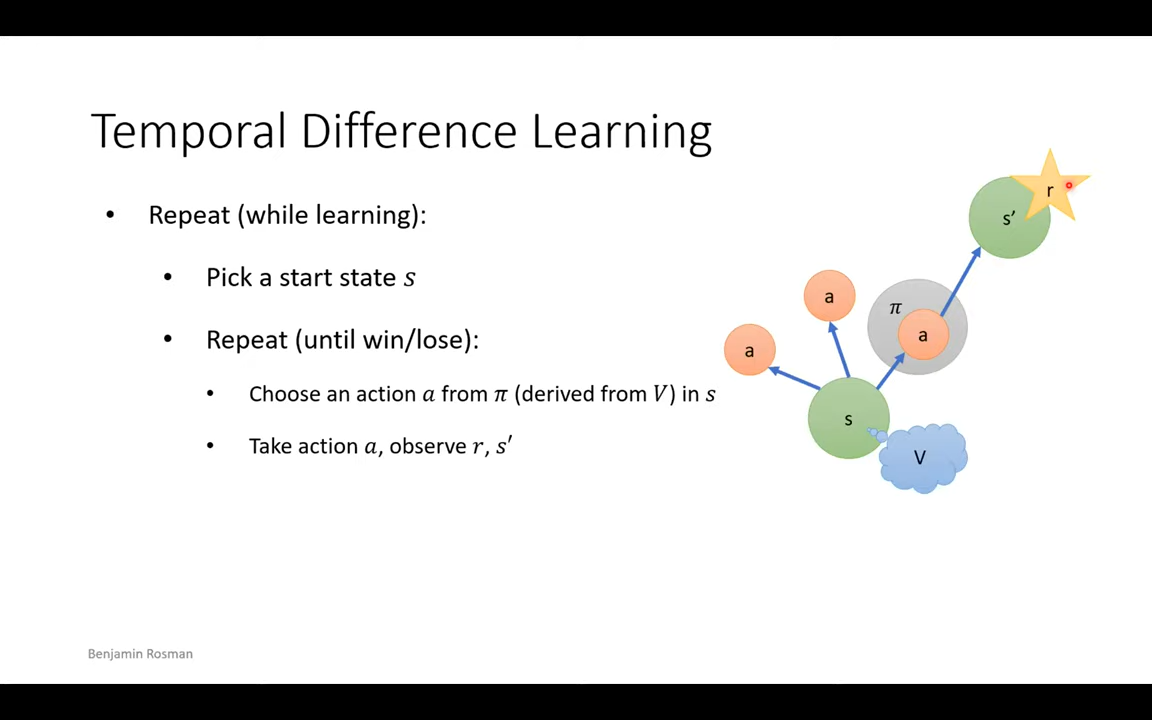 Temporal Difference Learning
• Repeat (while learning):
• Pick a start state s
• Repeat (until win/lose):
• Choose an action a from π (derived from V) in s
• Take action a, observe r, s′
r
s’
a
π
a
a
s
V
Benjamin Rosman